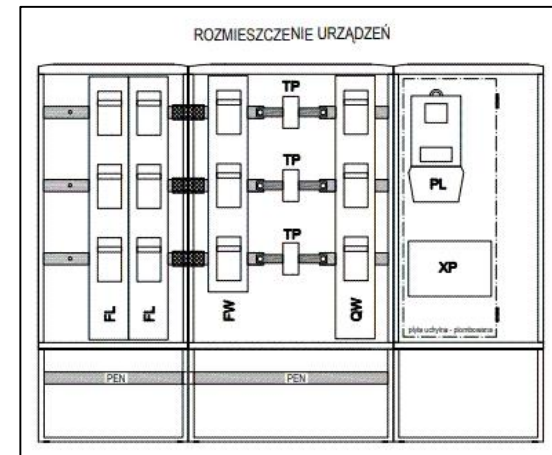 ROZMIESZCZENIE URZĄDZEŃ
TP
TP
TP
PL
XP
FL
FL
FW
QW
płyta uchylna - plombowana
PEN
PEN